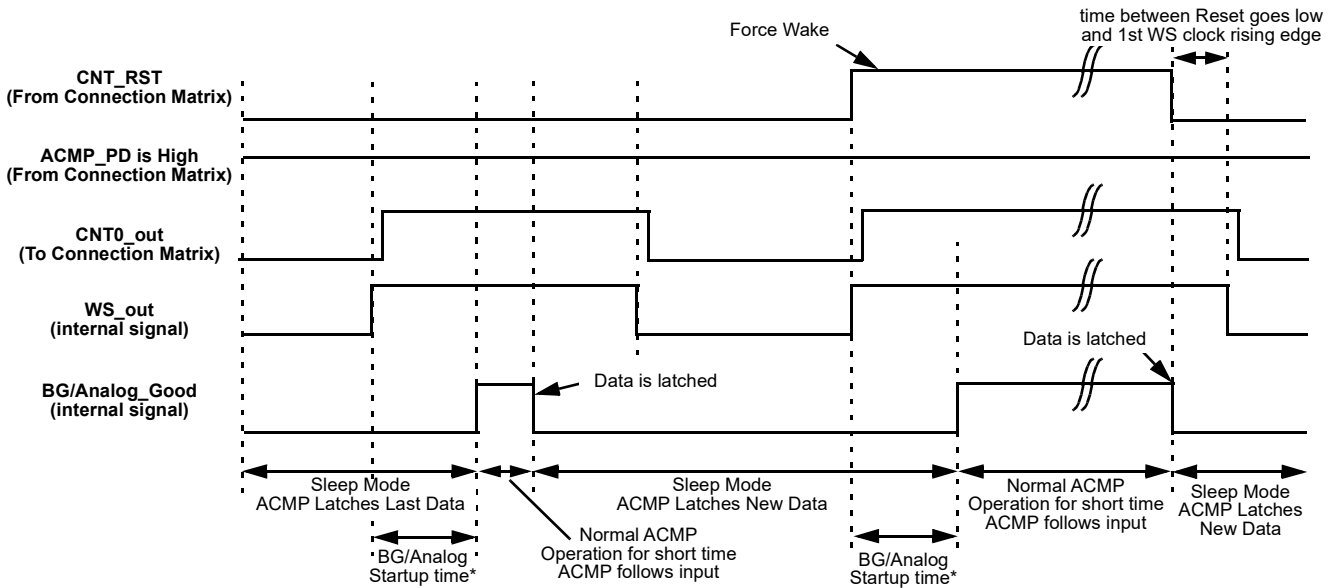 time between Reset goes low
and 1st WS clock rising edge
Force Wake
CNT_RST
(From Connection Matrix)
ACMP_PD is High
(From Connection Matrix)
CNT0_out
(To Connection Matrix)
WS_out
(internal signal)
Data is latched
BG/Analog_Good
(internal signal)
Data is latched
Sleep Mode
ACMP Latches Last Data
Sleep Mode
ACMP Latches New Data
Normal ACMP
Operation for short time
ACMP follows input
Sleep Mode
ACMP Latches
New Data
Normal ACMP
Operation for short time
ACMP follows input
BG/Analog
Startup time*
BG/Analog
Startup time*